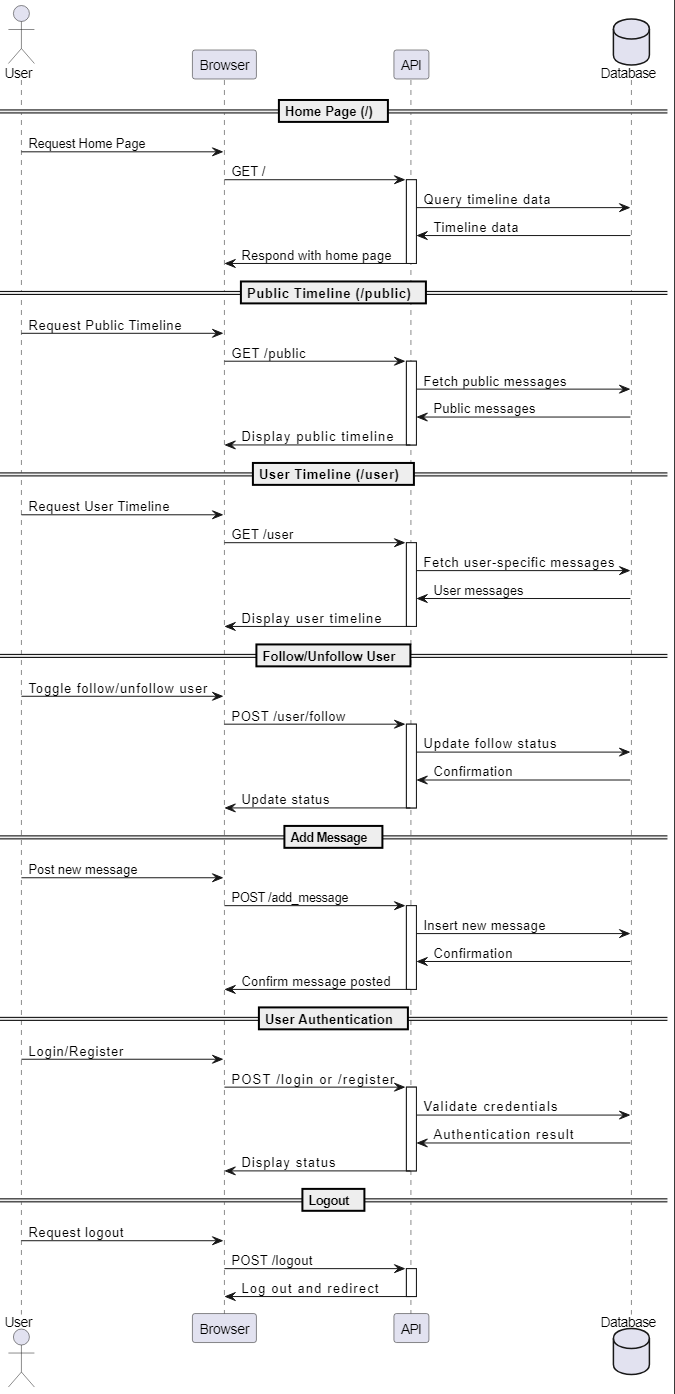 User
Browser
API
Database
Home Page (/)
Request Home Page
GET /
Query timeline data
Timeline data
Respond with home page
Public Timeline (/public)
Request Public Timeline
GET /public
Fetch public messages
Public messages
Display public timeline
User Timeline (/user)
Request User Timeline
GET /user
Fetch user-specific messages
User messages
Display user timeline
Follow/Unfollow User
Toggle follow/unfollow user
POST /user/follow
Update follow status
Confirmation
Update status
Add Message
Post new message
POST /add_message
Insert new message
Confirmation
Confirm message posted
User Authentication
Login/Register
POST /login or /register
Validate credentials
Authentication result
Display status
Logout
Request logout
POST /logout
Log out and redirect
User
Browser
API
Database